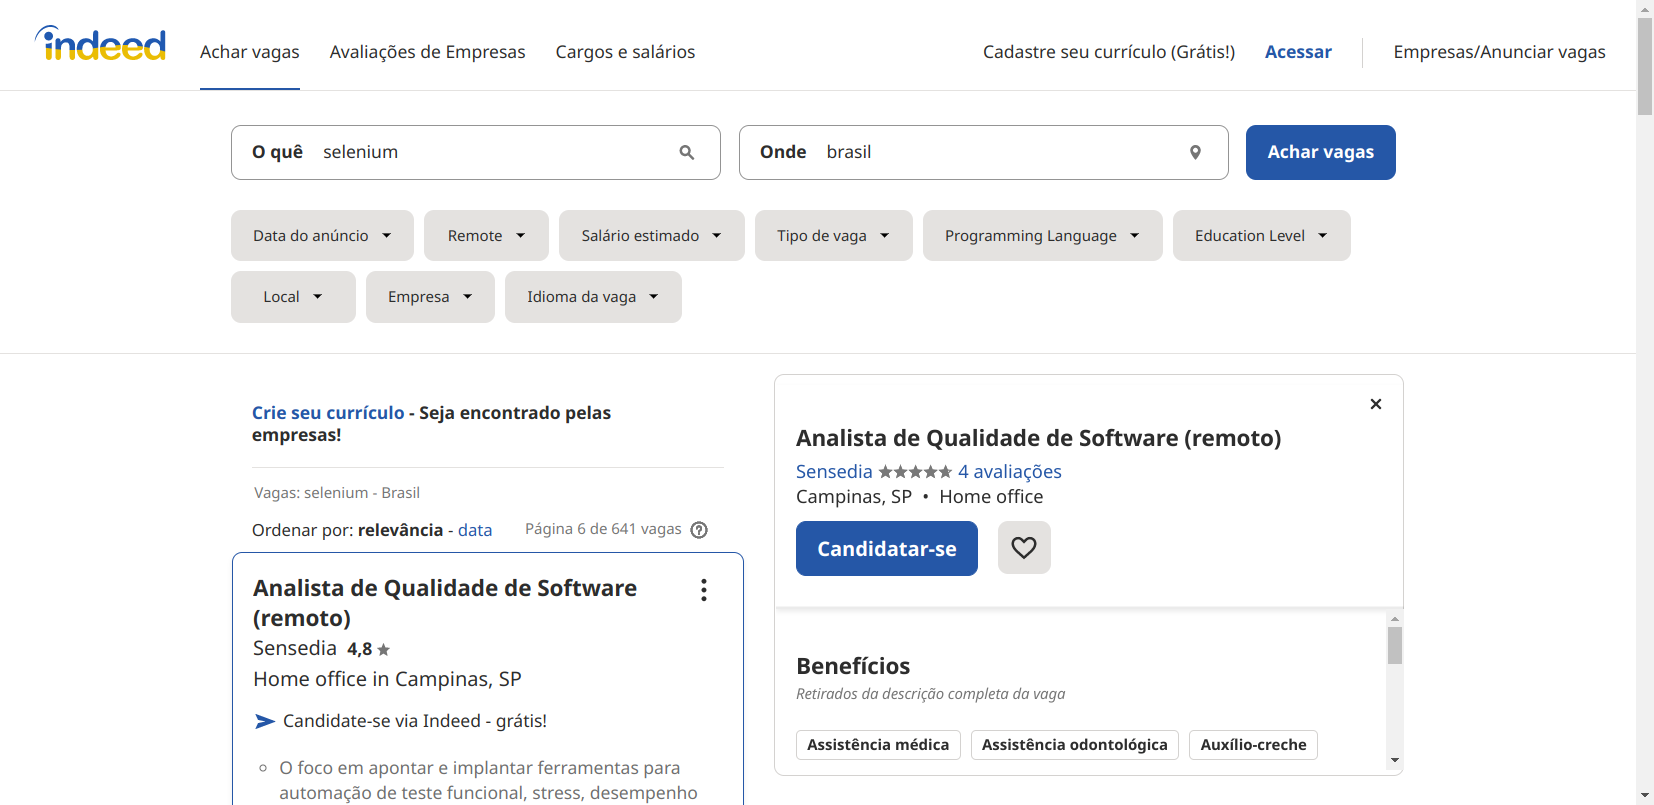 indeed
Achar vagas
Avaliações de Empresas
Cargos e salários
Cadastre seu currículo (Grátis!)
Acessar
Empresas/Anunciar vagas
O quê selenium
Onde brasil
Achar vagas
Data do anúncio
Remote
Salário estimado
Tipo de vaga
Programming Language
Education Level
Local
Empresa
Idioma da vaga
Crie seu currículo - Seja encontrado pelas
empresas!
Vagas: selenium - Brasil
Ordenar por: relevância - data
Página 6 de 641 vagas
Analista de Qualidade de Software
(remoto)
Sensedia 4,8
Home office in Campinas, SP
Candidate-se via Indeed - grátis!
O foco em apontar e implantar ferramentas para
automação de teste funcional, stress, desempenho
Analista de Qualidade de Software (remoto)
Sensedia 4 avaliações
Campinas, SP • Home office
Candidatar-se
Benefícios
Retirados da descrição completa da vaga
Assistência médica
Assistência odontológica
Auxílio-creche